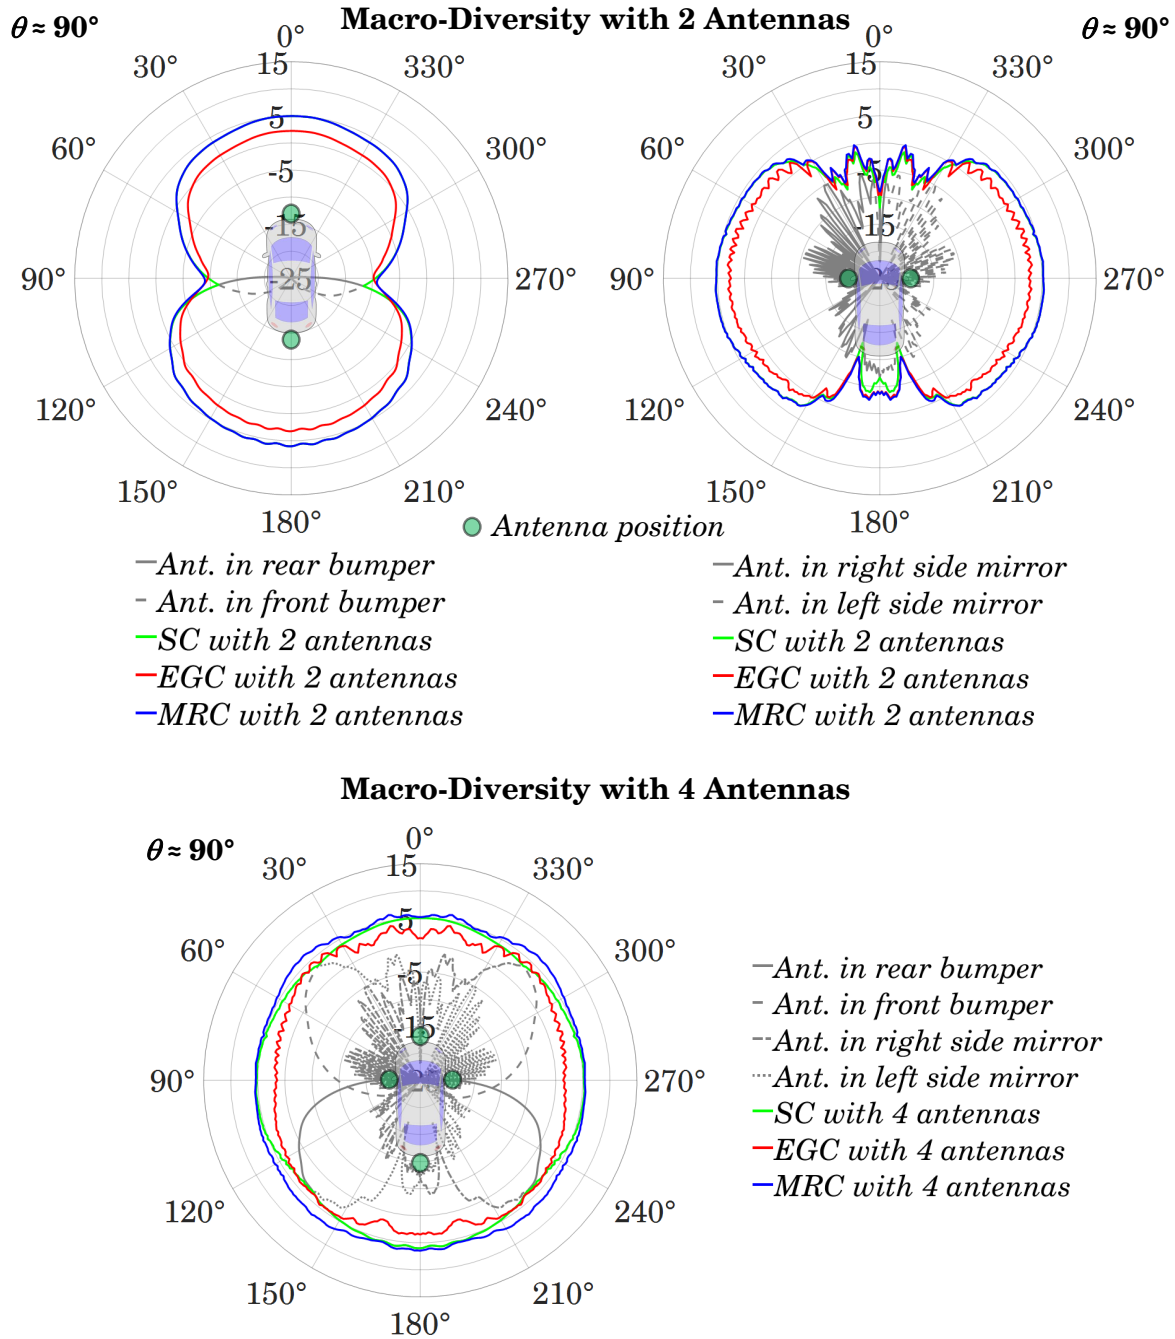 Macro-Diversity with 2 Antennas
θ ≈ 90°
0°
15
30°
330°
5
60°
300°
-5
-15
90°
-25
270°
120°
240°
150°
210°
180°
θ ≈ 90°
0°
15
30°
330°
5
60°
300°
-5
-15
90°
270°
120°
240°
150°
210°
180°
Antenna position
Ant. in rear bumper
Ant. in front bumper
SC with 2 antennas
EGC with 2 antennas
MRC with 2 antennas
Ant. in right side mirror
Ant. in left side mirror
SC with 2 antennas
EGC with 2 antennas
MRC with 2 antennas
Macro-Diversity with 4 Antennas
θ ≈ 90°
0°
15
30°
330°
5
60°
300°
-5
-15
90°
270°
120°
240°
150°
210°
180°
Ant. in rear bumper
Ant. in front bumper
Ant. in right side mirror
Ant. in left side mirror
SC with 4 antennas
EGC with 4 antennas
MRC with 4 antennas